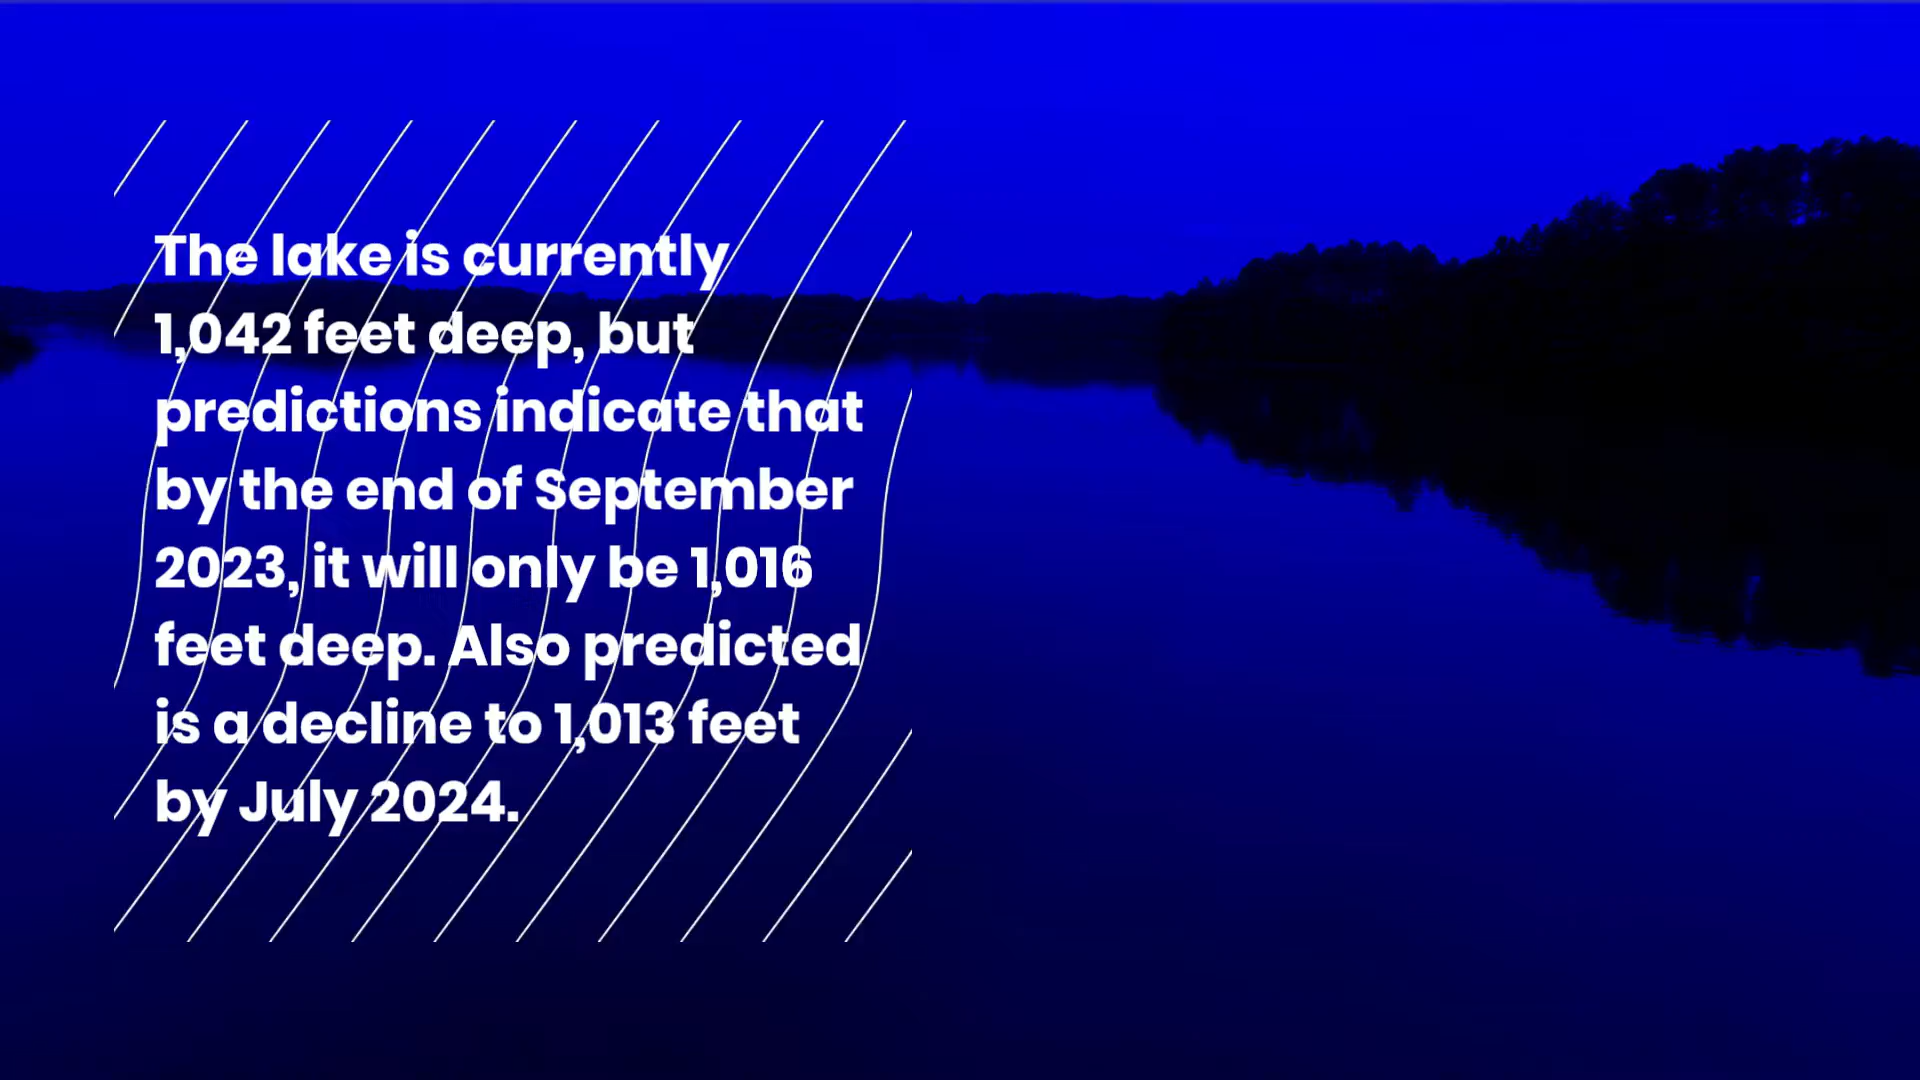 The lake is currently
1,042 feet deep, but
predictions indicate that
by the end of September
2023, it will only be 1,016
feet deep. Also predicted
is a decline to 1,013 feet
by July 2024.